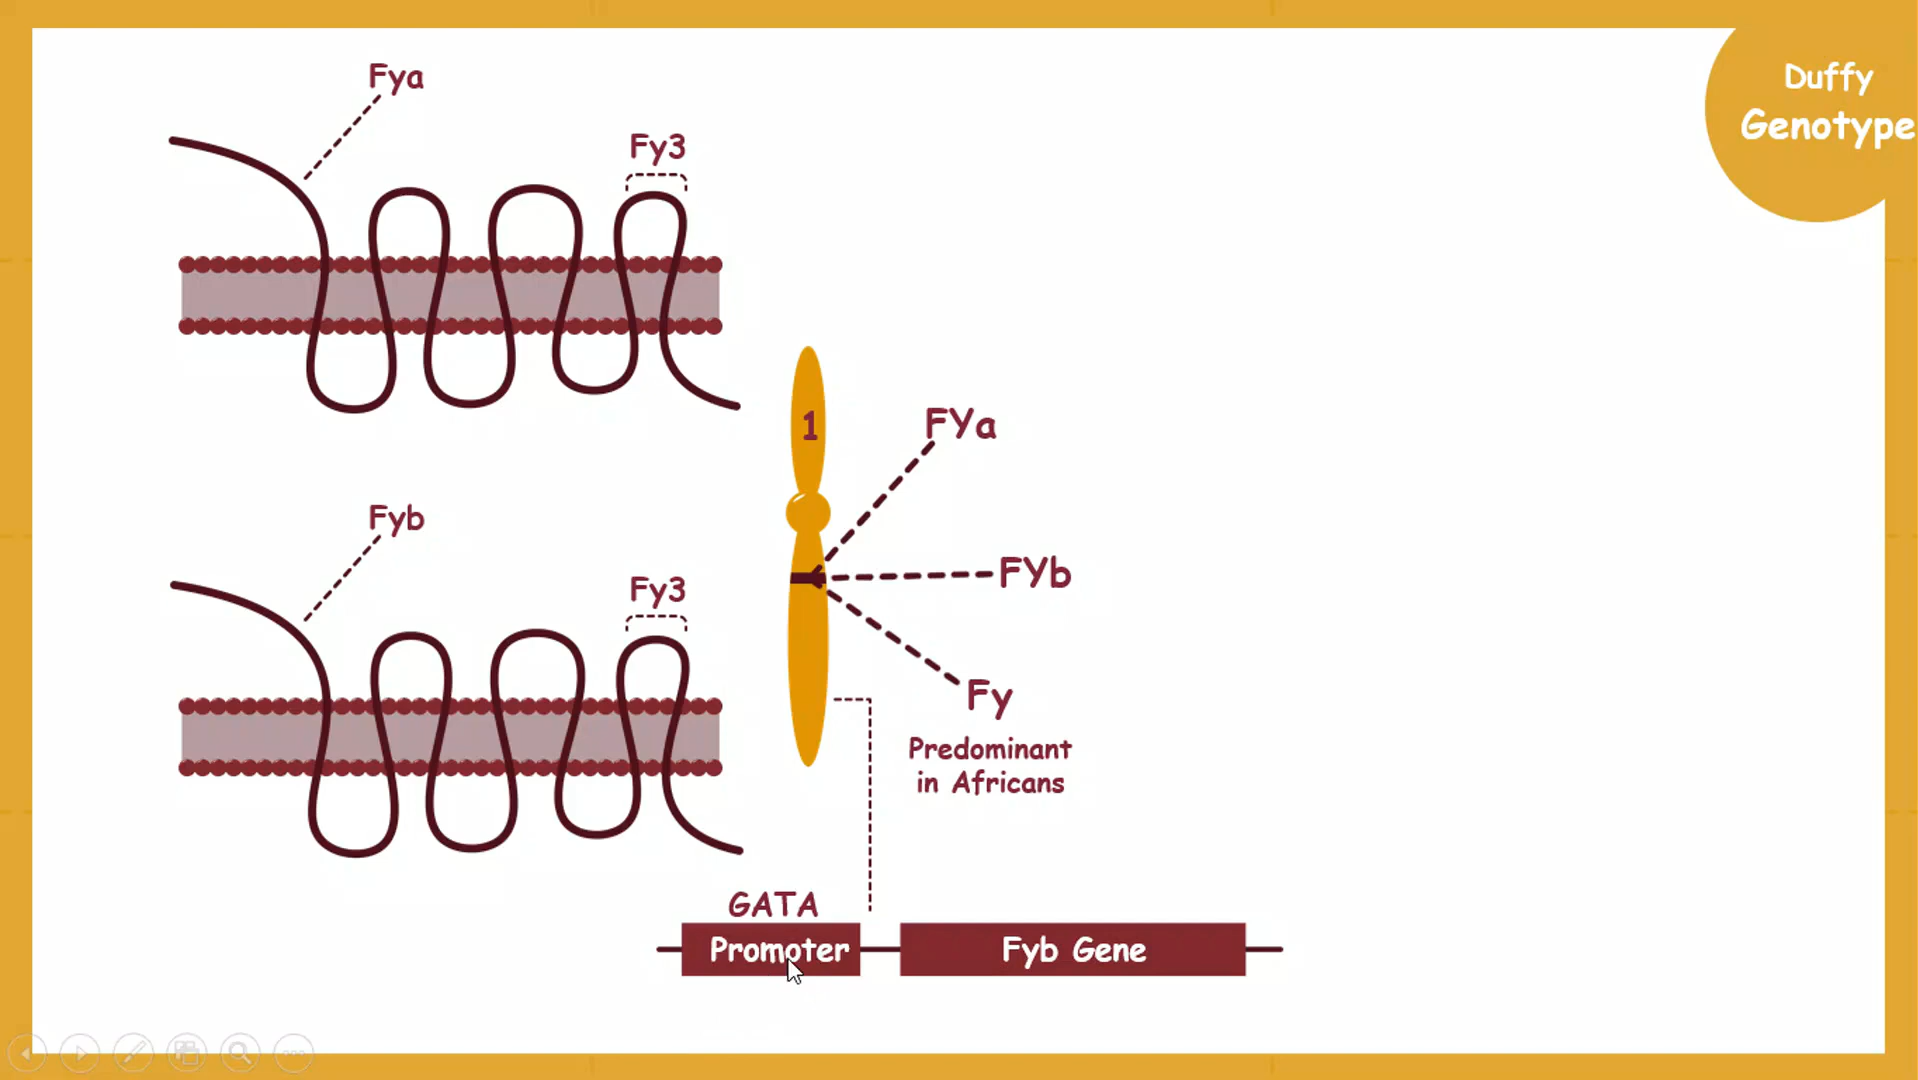 Duffy
Genotype
Fya
Fy3
1
FYa
Fyb
Fy3
FYb
Fy
Predominant
in Africans
GATA
Promoter
Fyb Gene